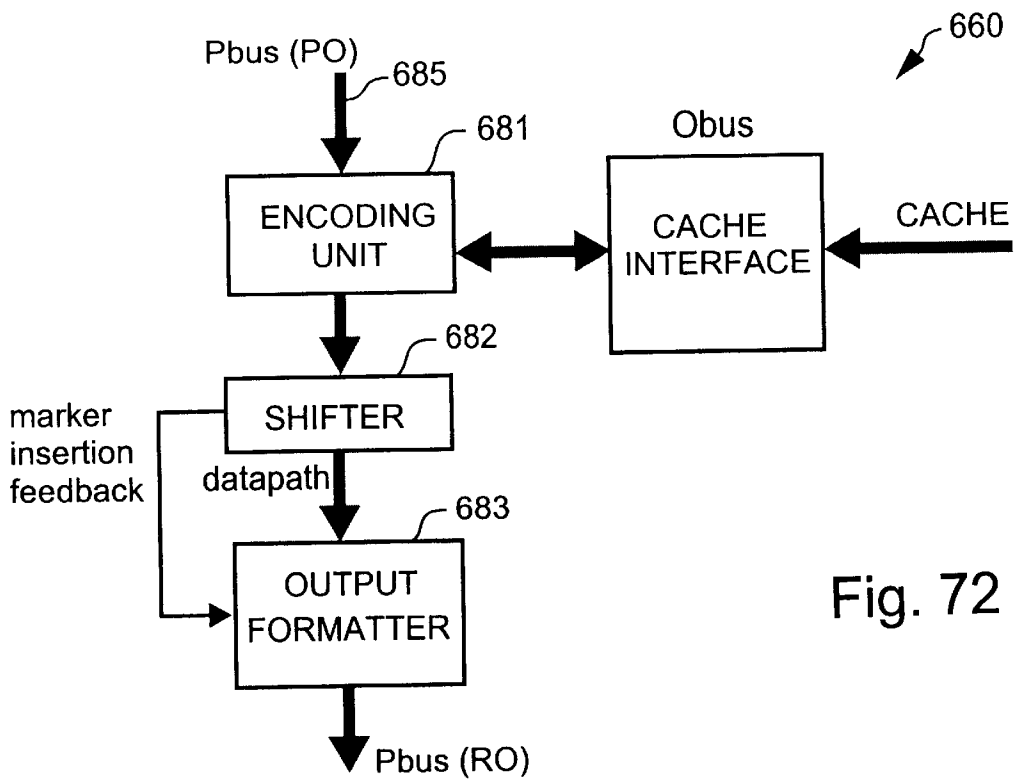 660
Pbus (PO)
685
681
Obus
ENCODING
UNIT
CACHE
INTERFACE
CACHE
682
SHIFTER
marker
insertion
feedback
datapath
683
OUTPUT
FORMATTER
Fig. 72
Pbus (RO)